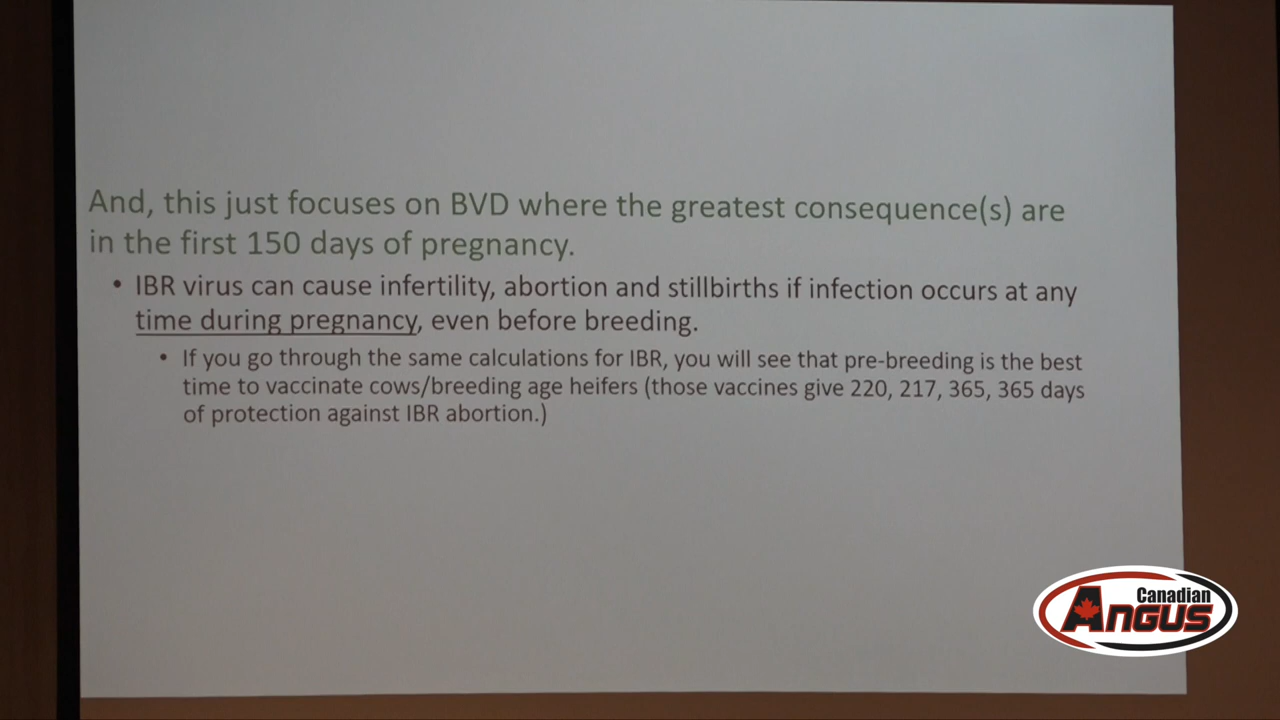 And, this just focuses on BVD where the greatest consequence(s) are
in the first 150 days of pregnancy.
• IBR virus can cause infertility, abortion and stillbirths if infection occurs at any
time during pregnancy, even before breeding.
• If you go through the same calculations for IBR, you will see that pre-breeding is the best
time to vaccinate cows/breeding age heifers (those vaccines give 220, 217, 365, 365 days
of protection against IBR abortion.)
Canadian
ANGUS